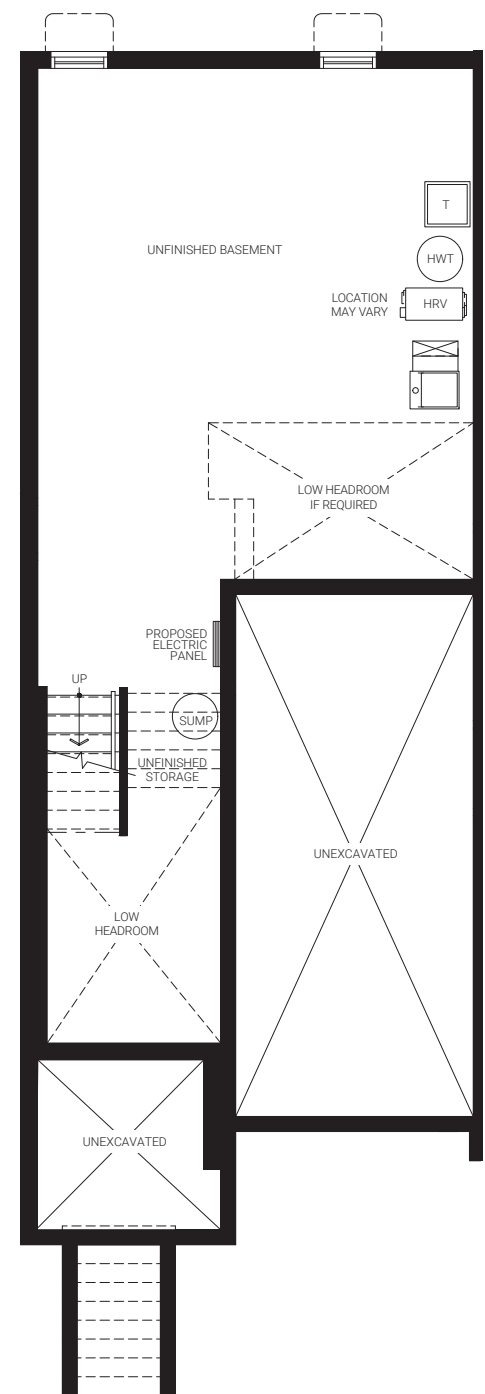 T
UNFINISHED BASEMENT
HWT
LOCATION
MAY VARY
HRV
LOW HEADROOM
IF REQUIRED
PROPOSED
ELECTRIC
PANEL
UP
SUMP
UNFINISHED
STORAGE
UNEXCAVATED
LOW
HEADROOM
UNEXCAVATED